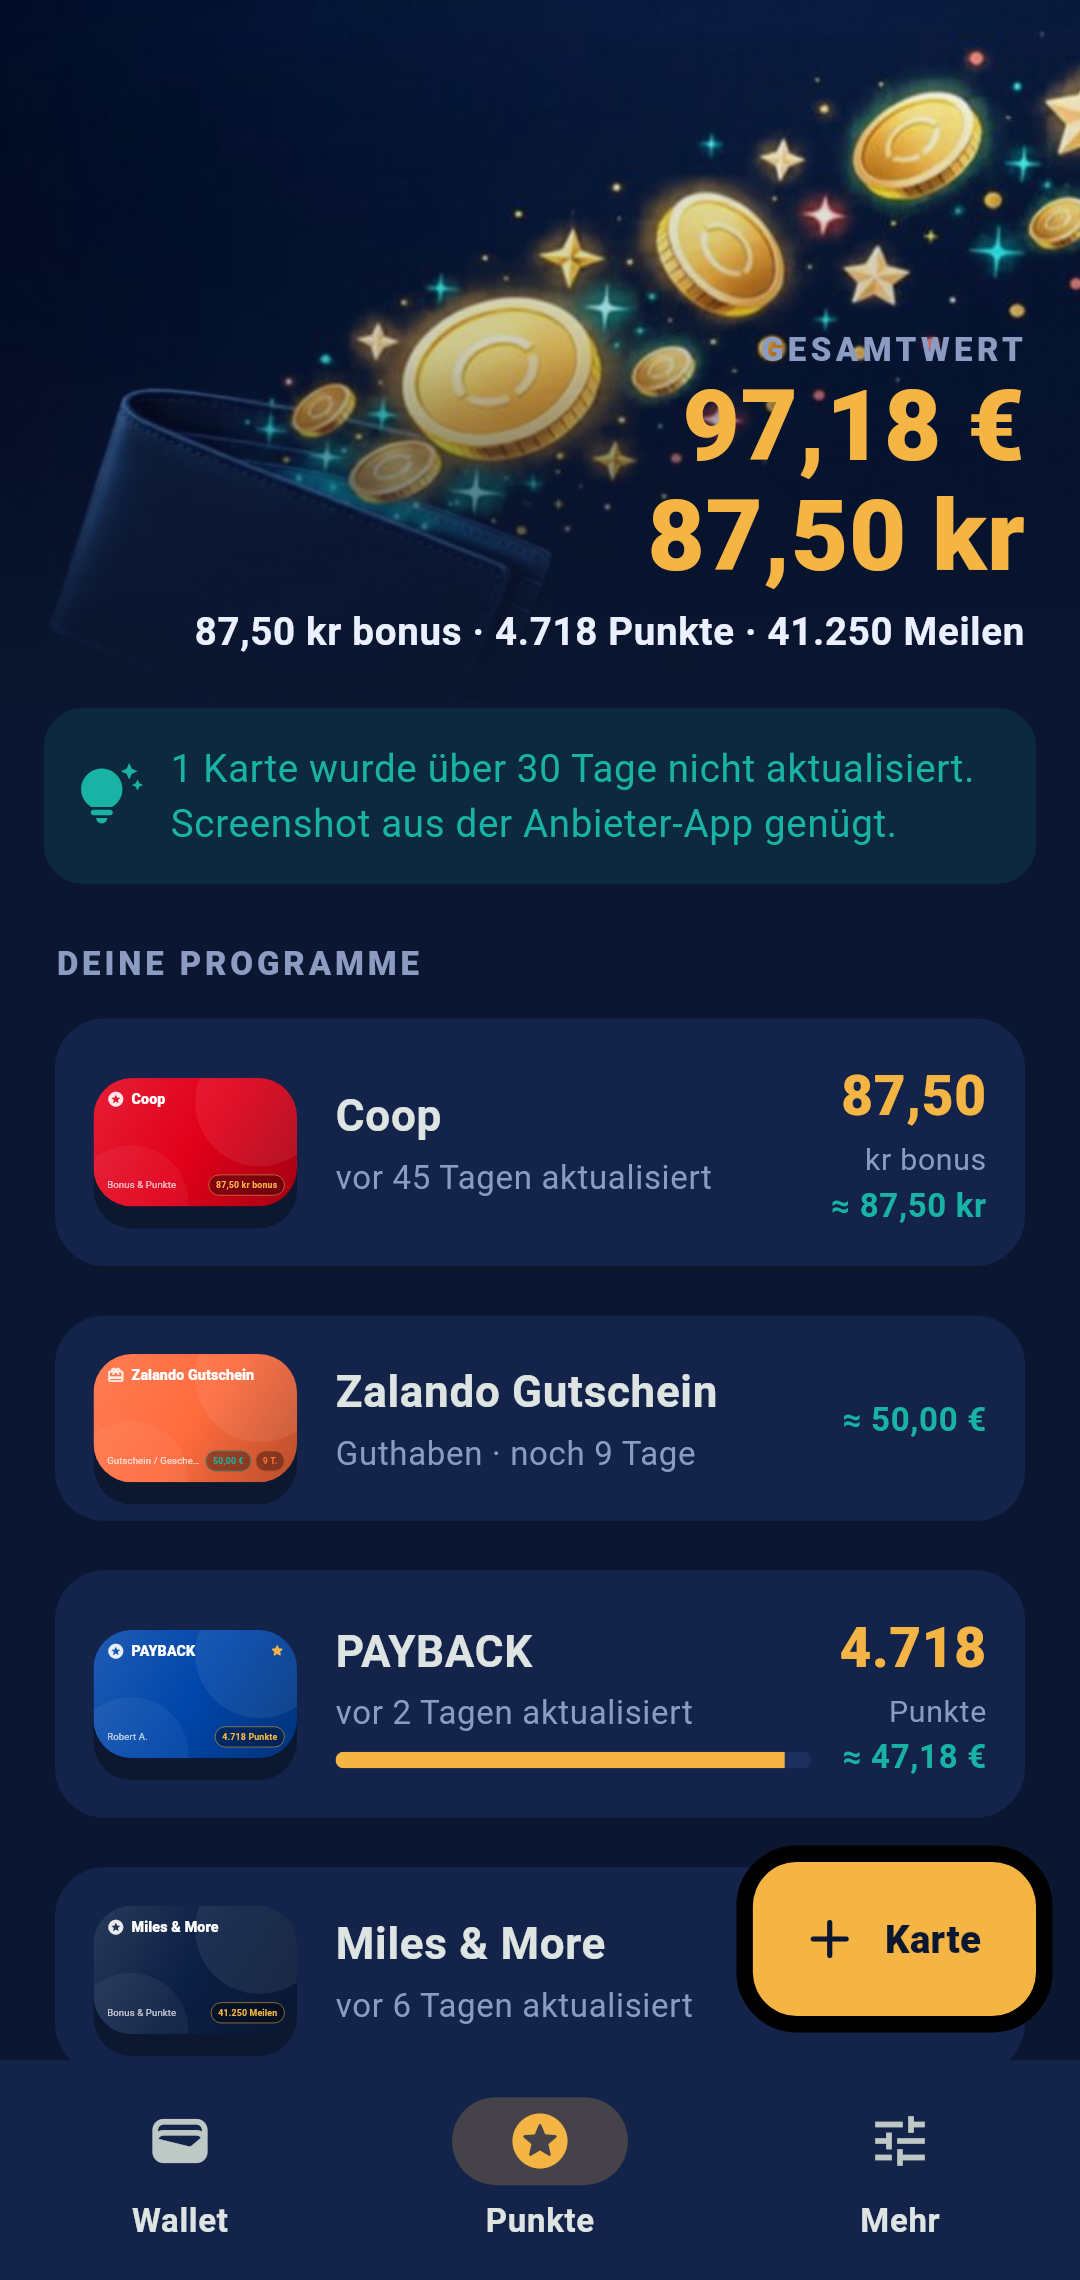 GESAMTWERT
97,18 €
87,50 kr
87,50 kr bonus · 4.718 Punkte · 41.250 Meilen
1 Karte wurde über 30 Tage nicht aktualisiert.
Screenshot aus der Anbieter-App genügt.
DEINE PROGRAMME
Coop
Bonus & Punkte
87,50 kr bonus
Coop
vor 45 Tagen aktualisiert
87,50
kr bonus
≈ 87,50 kr
Zalando Gutschein
Gutschein / Gesche…
50,00 €
9 T.
Zalando Gutschein
Guthaben · noch 9 Tage
≈ 50,00 €
PAYBACK
Robert A.
4.718 Punkte
PAYBACK
vor 2 Tagen aktualisiert
4.718
Punkte
≈ 47,18 €
Miles & More
Bonus & Punkte
41.250 Meilen
Miles & More
vor 6 Tagen aktualisiert
+ Karte
Wallet
Punkte
Mehr